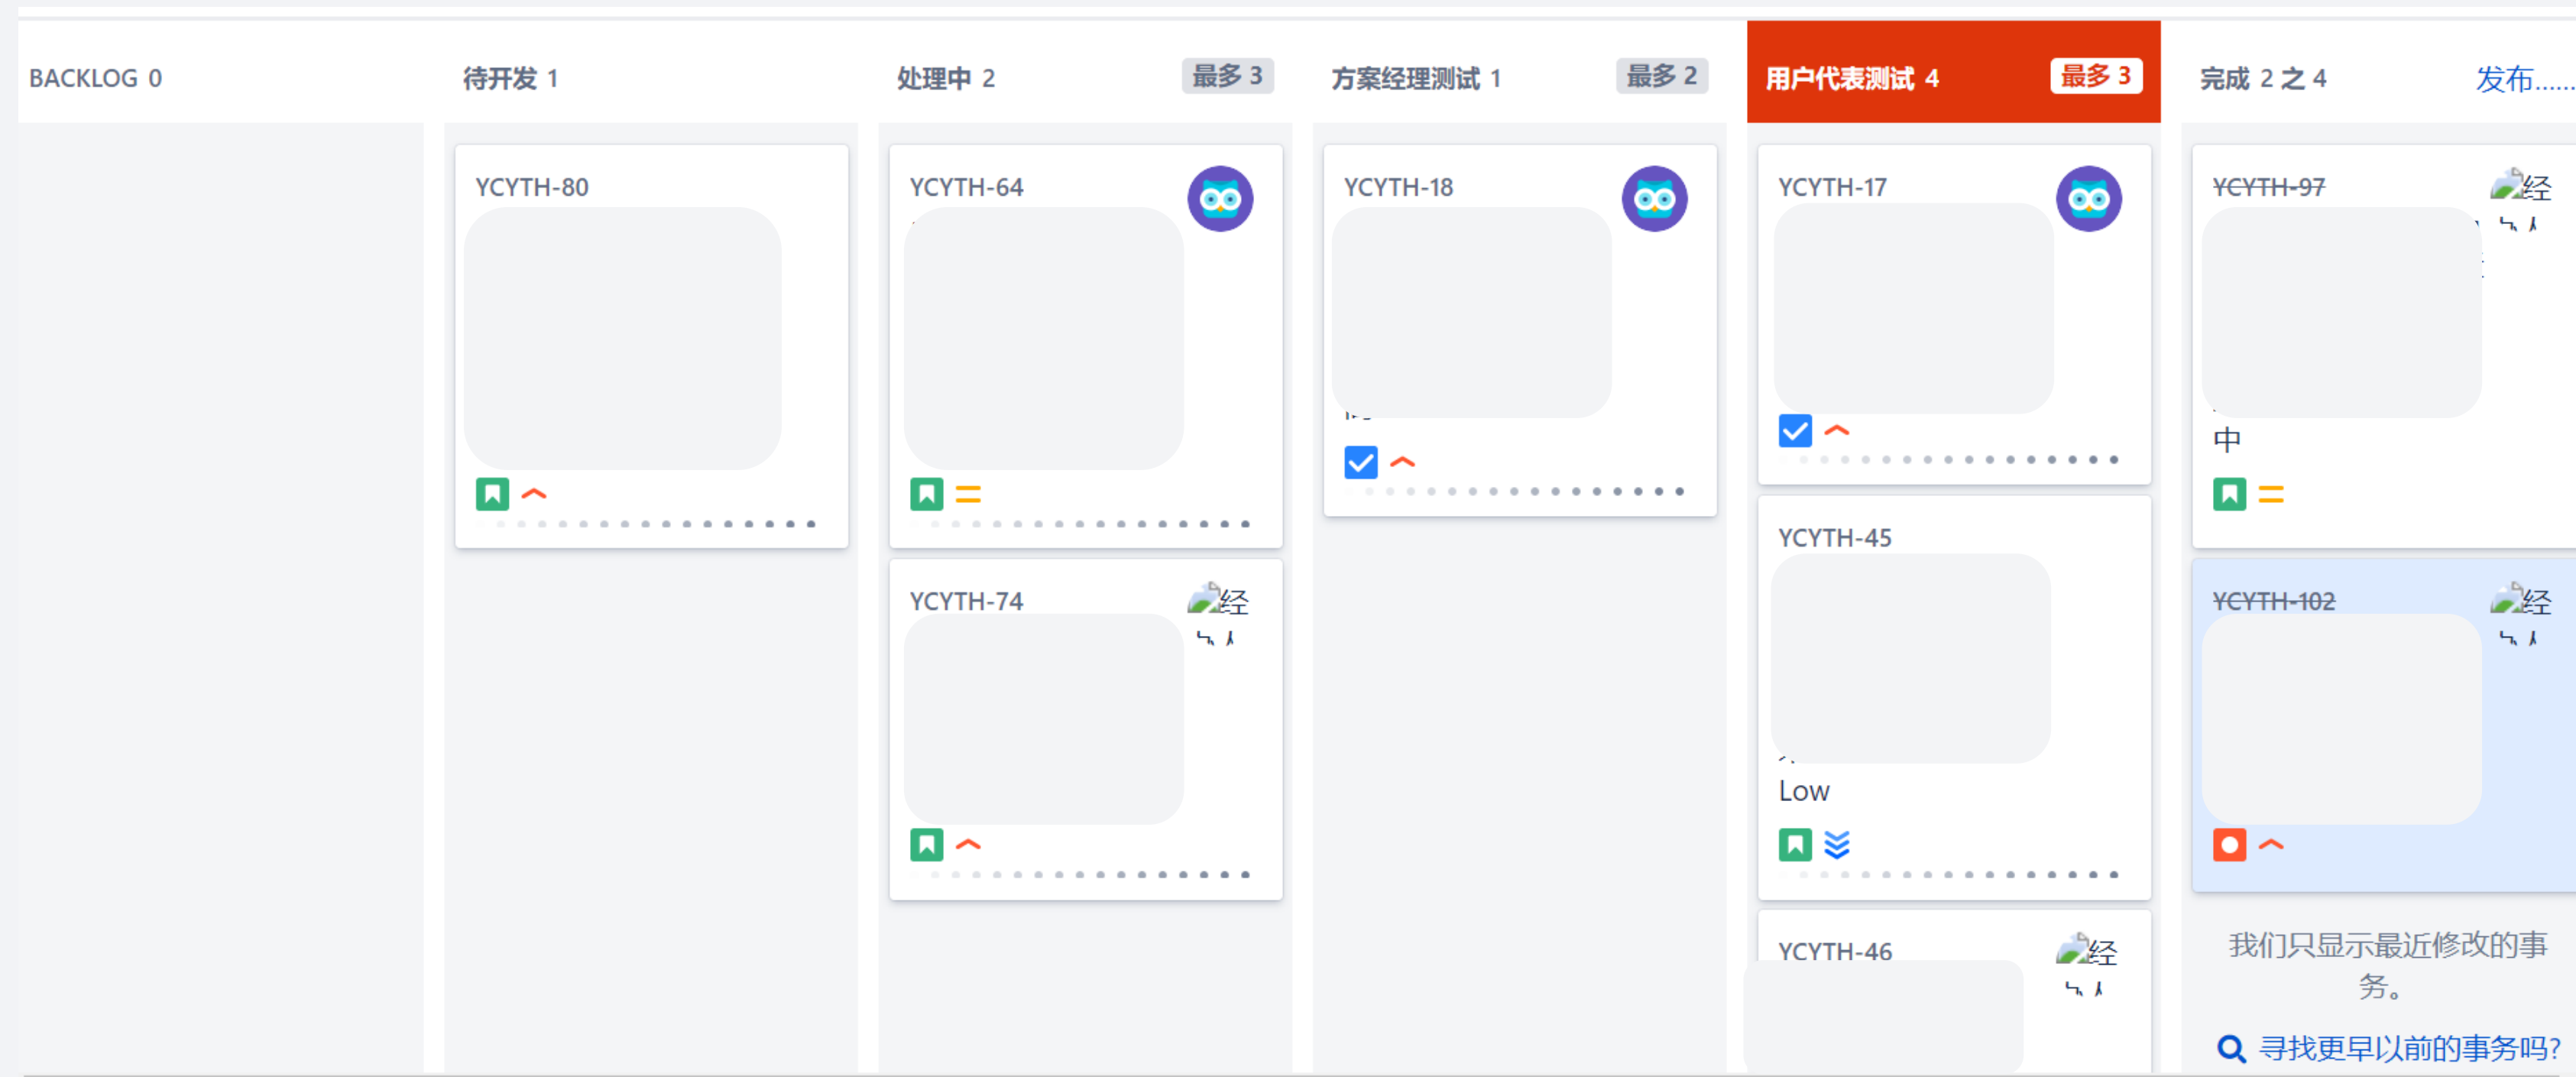 BACKLOG 0
待开发 1
处理中 2
最多 3
方案经理测试 1
最多 2
用户代表测试 4
最多 3
完成 2 之 4
发布......
YCYTH-80
YCYTH-64
YCYTH-74
经
YCYTH-18
YCYTH-17
YCYTH-45
Low
YCYTH-46
经
YCYTH-97
经
中
YCYTH-102
经
我们只显示最近修改的事
务。
寻找更早以前的事务吗?